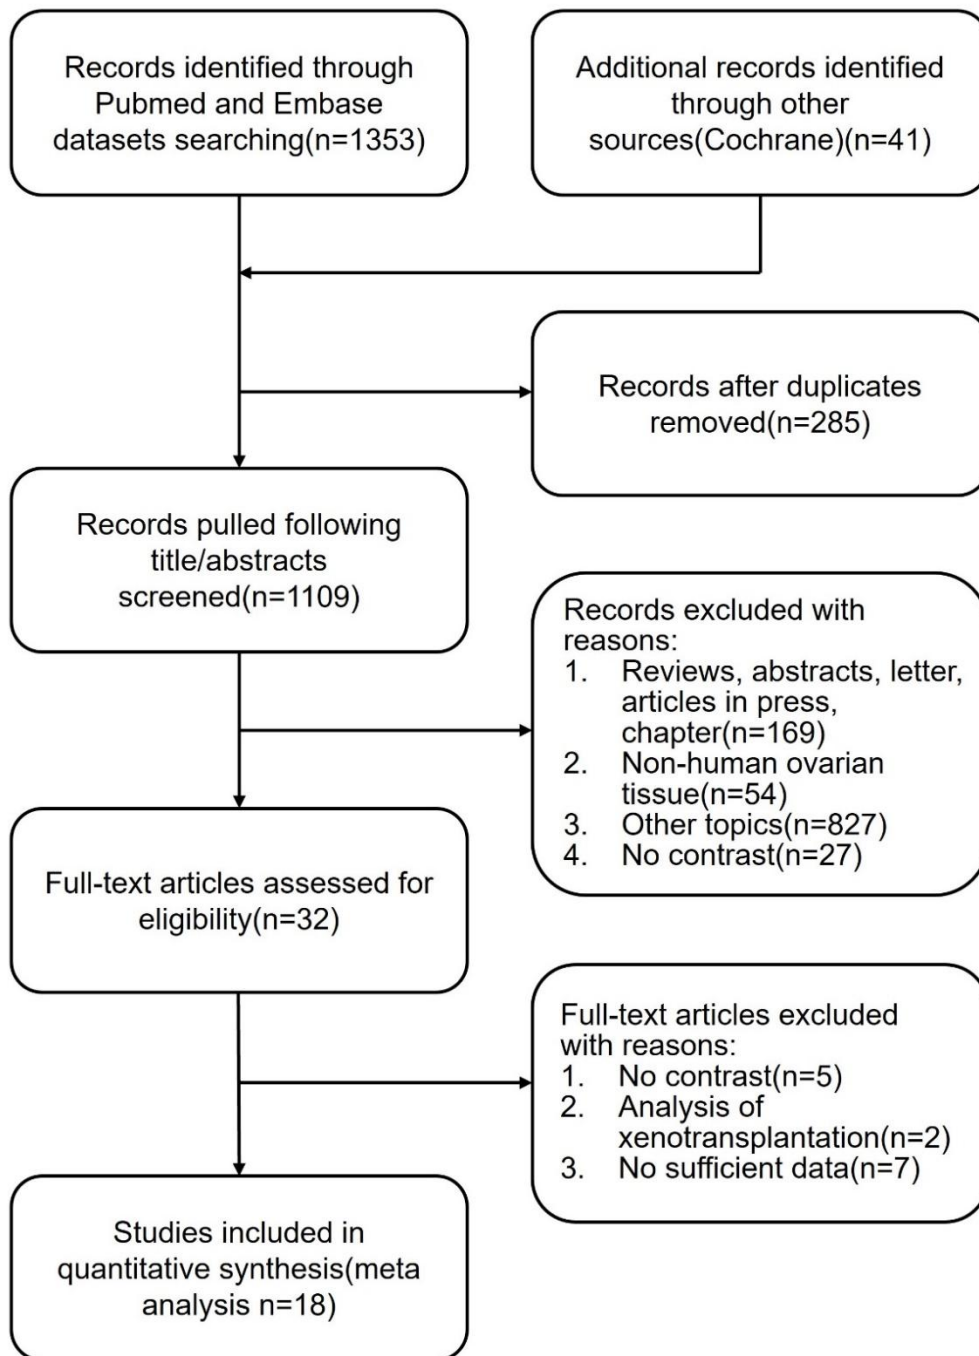 Records identified through
Pubmed and Embase
datasets searching(n=1353)
Additional records identified
through other
sources(Cochrane)(n=41)
Records after duplicates
removed(n=285)
Records pulled following
title/abstracts
screened(n=1109)
Records excluded with
reasons:
1. Reviews, abstracts, letter,
articles in press,
chapter(n=169)
2. Non-human ovarian
tissue(n=54)
3. Other topics(n=827)
4. No contrast(n=27)
Full-text articles assessed for
eligibility(n=32)
Full-text articles excluded
with reasons:
1. No contrast(n=5)
2. Analysis of
xenotransplantation(n=2)
3. No sufficient data(n=7)
Studies included in
quantitative synthesis(meta
analysis n=18)